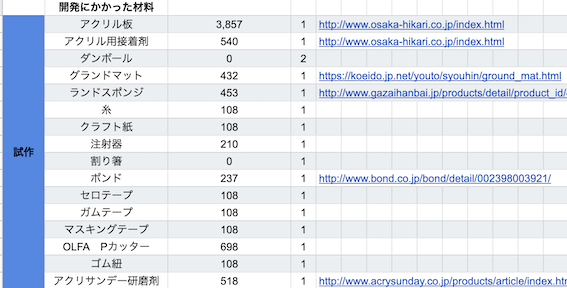 開発にかかった材料
試作
アクリル板 3,857 1 http://www.osaka-hikari.co.jp/index.html
アクリル用接着剤 540 1 http://www.osaka-hikari.co.jp/index.html
ダンボール 0 2
グランドマット 432 1 https://koeido.jp.net/youto/syouhin/ground_mat.html
ランドスポンジ 453 1 http://www.gazaihanbai.jp/products/detail/product_id/
糸 108 1
クラフト紙 108 1
注射器 210 1
割り箸 0 1
ボンド 237 1 http://www.bond.co.jp/bond/detail/002398003921/
セロテープ 108 1
ガムテープ 108 1
マスキングテープ 108 1
OLFA　Pカッター 698 1
ゴム紐 108 1
アクリサンデー研磨剤 518 1 http://www.acrysunday.co.jp/products/article/index.htm